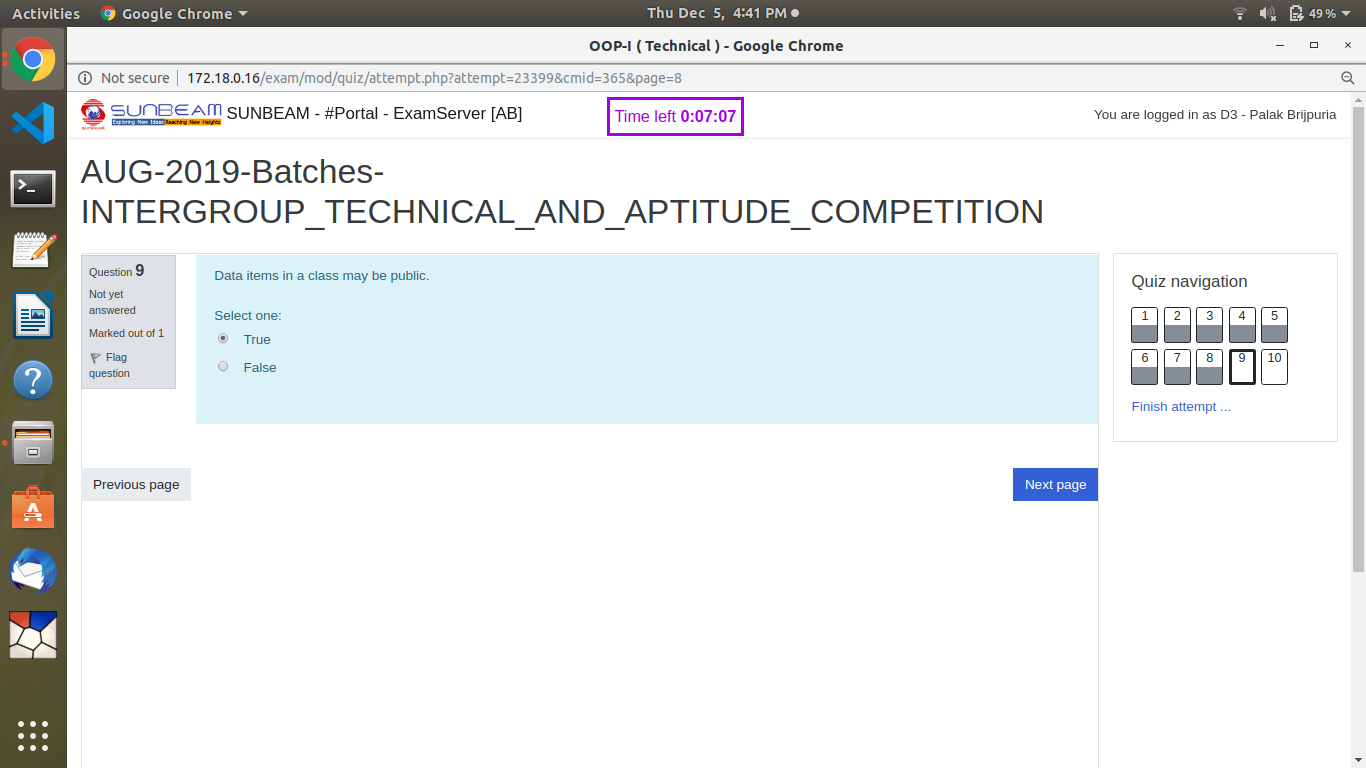 Activities
Google Chrome
Thu Dec 5, 4:41 PM
49 %
OOP-I ( Technical ) - Google Chrome
Not secure
172.18.0.16/exam/mod/quiz/attempt.php?attempt=23399&cmid=365&page=8
SUNBEAM
Exploring New Ideas Reaching New Heights
SUNBEAM
SUNBEAM - #Portal - ExamServer [AB]
Time left 0:07:07
You are logged in as D3 - Palak Brijpuria
AUG-2019-Batches-
INTERGROUP_TECHNICAL_AND_APTITUDE_COMPETITION
Question 9
Not yet
answered
Marked out of 1
Flag
question
Data items in a class may be public.
Select one:
True
False
Quiz navigation
1 2 3 4 5
6 7 8 9 10
Finish attempt ...
Previous page
Next page